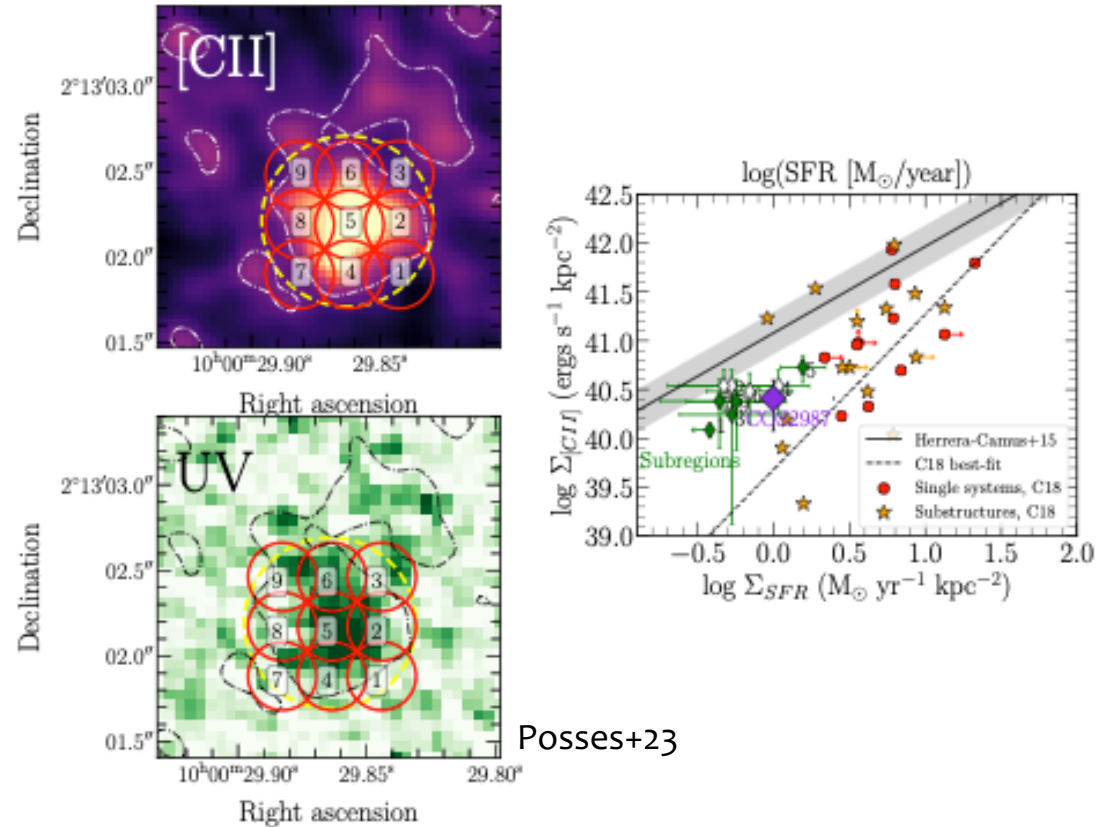 [CII]
Declination
2°13′03.0″
02.5″
02.0″
01.5″
9 6 3
8 5 2
7 4 1
10ʰ00ᵐ29.90ˢ 29.85ˢ
Right ascension
UV
Declination
2°13′03.0″
02.5″
02.0″
01.5″
9 6 3
8 5 2
7 4 1
10ʰ00ᵐ29.90ˢ 29.85ˢ 29.80ˢ
Right ascension
Posses+23
log(SFR [M⊙/year])
log Σ[CII] (ergs s⁻¹ kpc⁻²)
42.5
42.0
41.5
41.0
40.5
40.0
39.5
39.0
Subregions
Herrera-Camus+15
C18 best-fit
Single systems, C18
Substructures, C18
−0.5 0.0 0.5 1.0 1.5 2.0
log ΣSFR (M⊙ yr⁻¹ kpc⁻²)